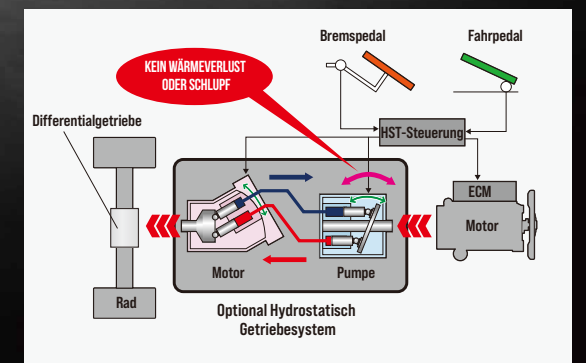 Bremspedal
Fahrpedal
KEIN WÄRMEVERLUST
ODER SCHLUPF
Differentialgetriebe
HST-Steuerung
ECM
Motor
Motor
Pumpe
Rad
Optional Hydrostatisch
Getriebesystem